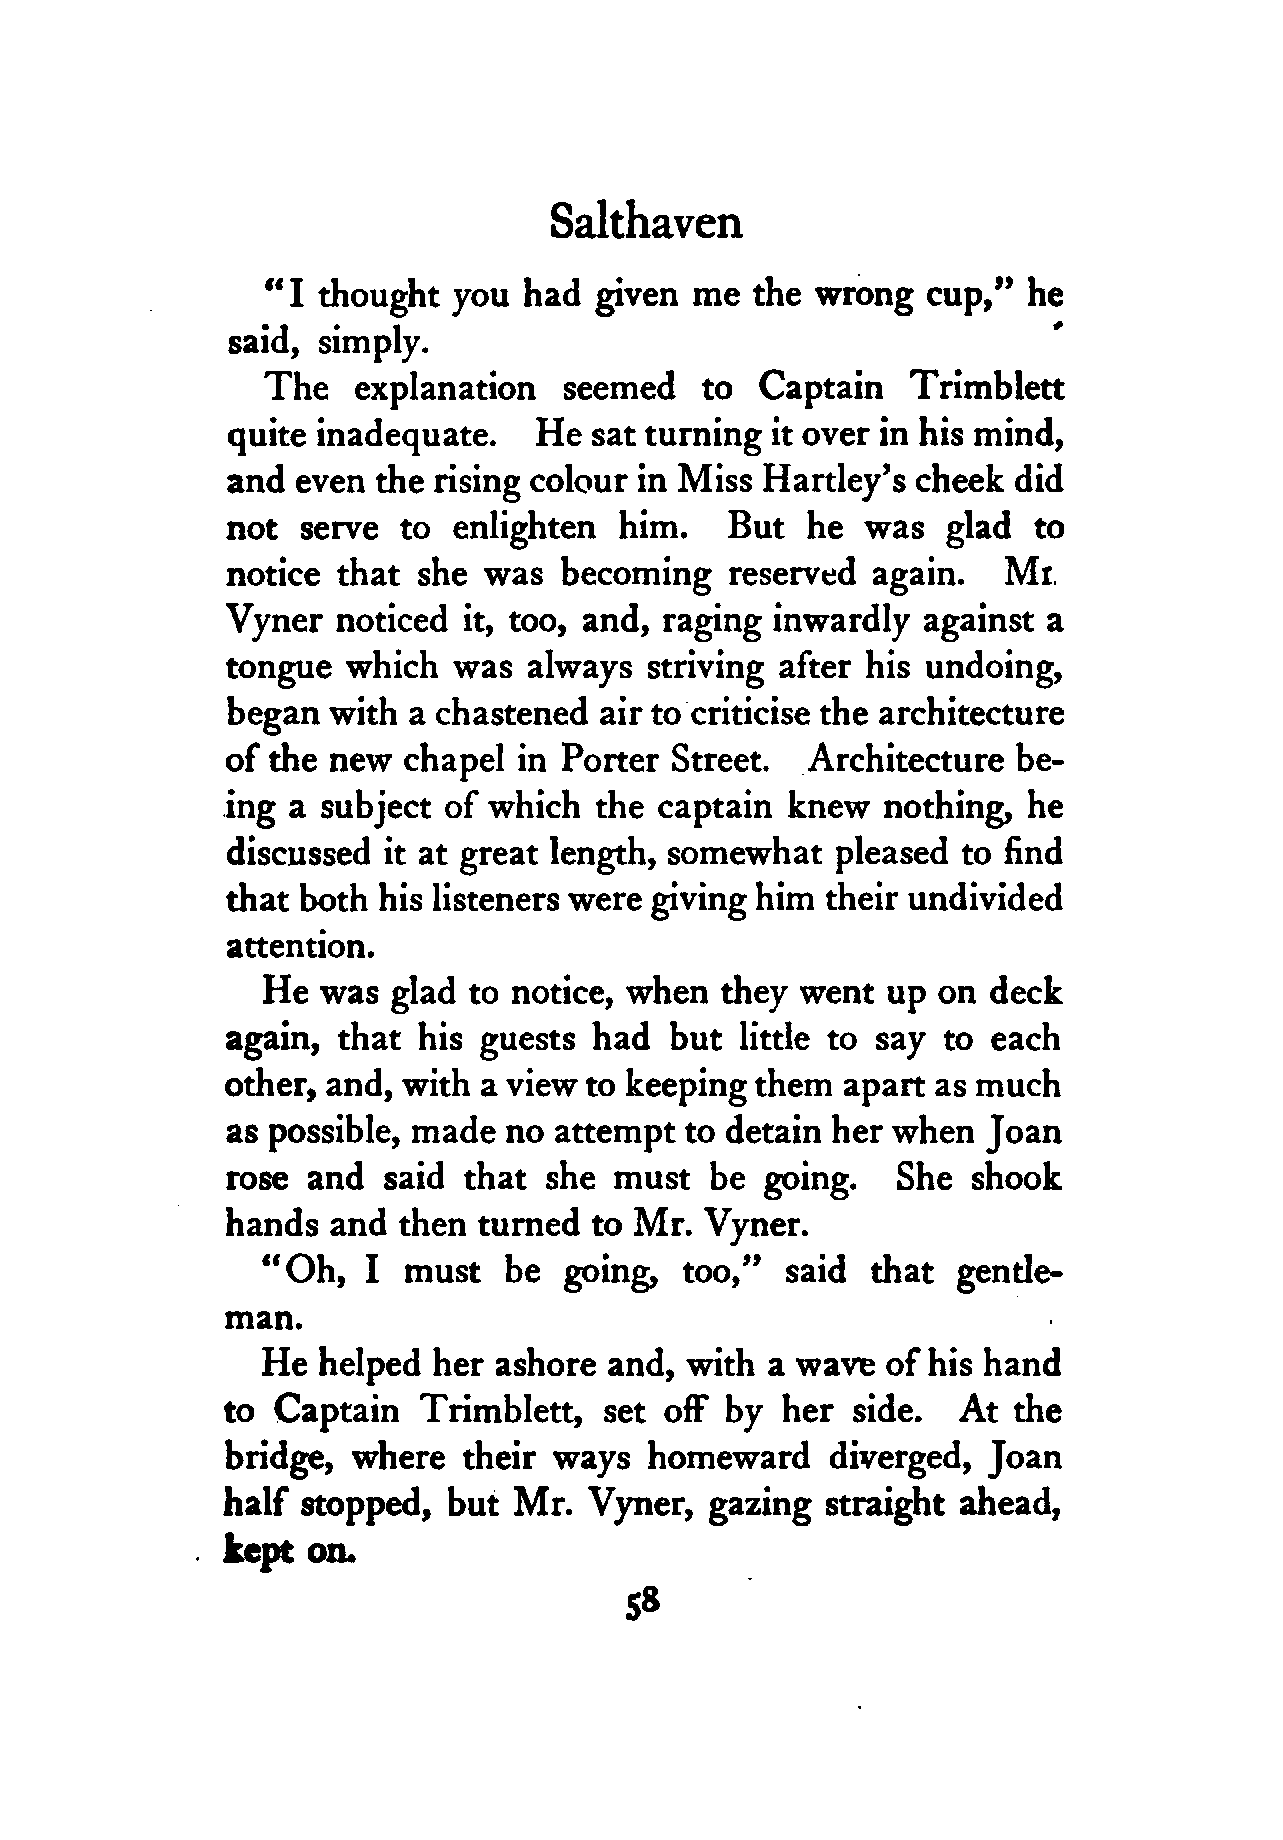 Salthaven
"I thought you had given me the wrong cup," he
said, simply.
The explanation seemed to Captain Trimblett
quite inadequate. He sat turning it over in his mind,
and even the rising colour in Miss Hartley's cheek did
not serve to enlighten him. But he was glad to
notice that she was becoming reserved again. Mr.
Vyner noticed it, too, and, raging inwardly against a
tongue which was always striving after his undoing,
began with a chastened air to criticise the architecture
of the new chapel in Porter Street. Architecture be-
ing a subject of which the captain knew nothing, he
discussed it at great length, somewhat pleased to find
that both his listeners were giving him their undivided
attention.
He was glad to notice, when they went up on deck
again, that his guests had but little to say to each
other, and, with a view to keeping them apart as much
as possible, made no attempt to detain her when Joan
rose and said that she must be going. She shook
hands and then turned to Mr. Vyner.
"Oh, I must be going, too," said that gentle-
man.
He helped her ashore and, with a wave of his hand
to Captain Trimblett, set off by her side. At the
bridge, where their ways homeward diverged, Joan
half stopped, but Mr. Vyner, gazing straight ahead,
kept on.
58